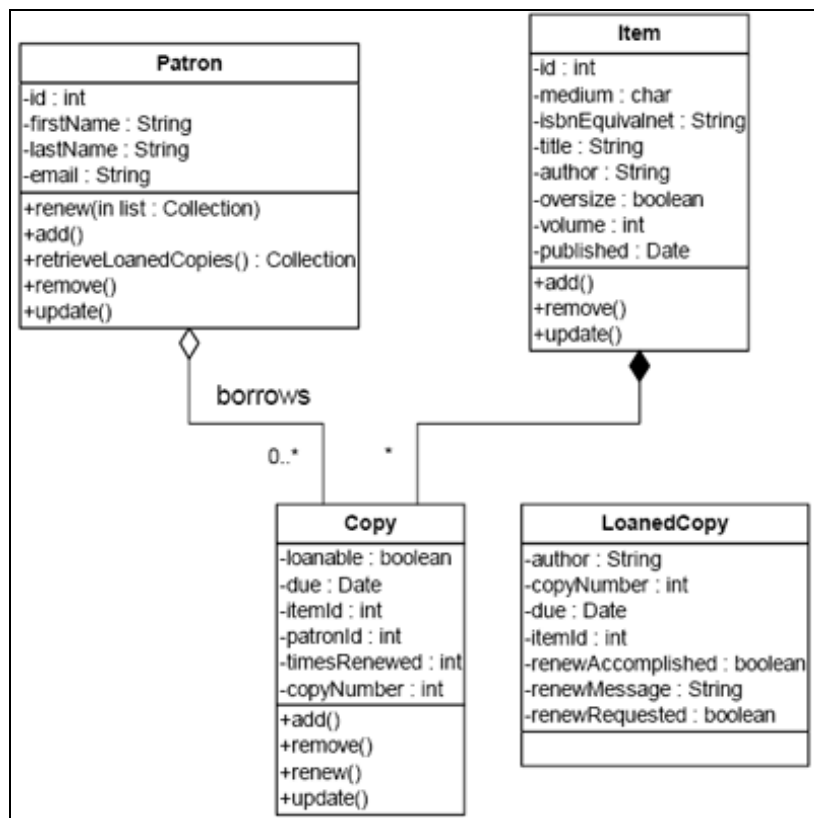 Patron
-id : int
-firstName : String
-lastName : String
-email : String
+renew(in list : Collection)
+add()
+retrieveLoanedCopies() : Collection
+remove()
+update()
Item
-id : int
-medium : char
-isbnEquivalnet : String
-title : String
-author : String
-oversize : boolean
-volume : int
-published : Date
+add()
+remove()
+update()
borrows
0..*
*
Copy
-loanable : boolean
-due : Date
-itemId : int
-patronId : int
-timesRenewed : int
-copyNumber : int
+add()
+remove()
+renew()
+update()
LoanedCopy
-author : String
-copyNumber : int
-due : Date
-itemId : int
-renewAccomplished : boolean
-renewMessage : String
-renewRequested : boolean